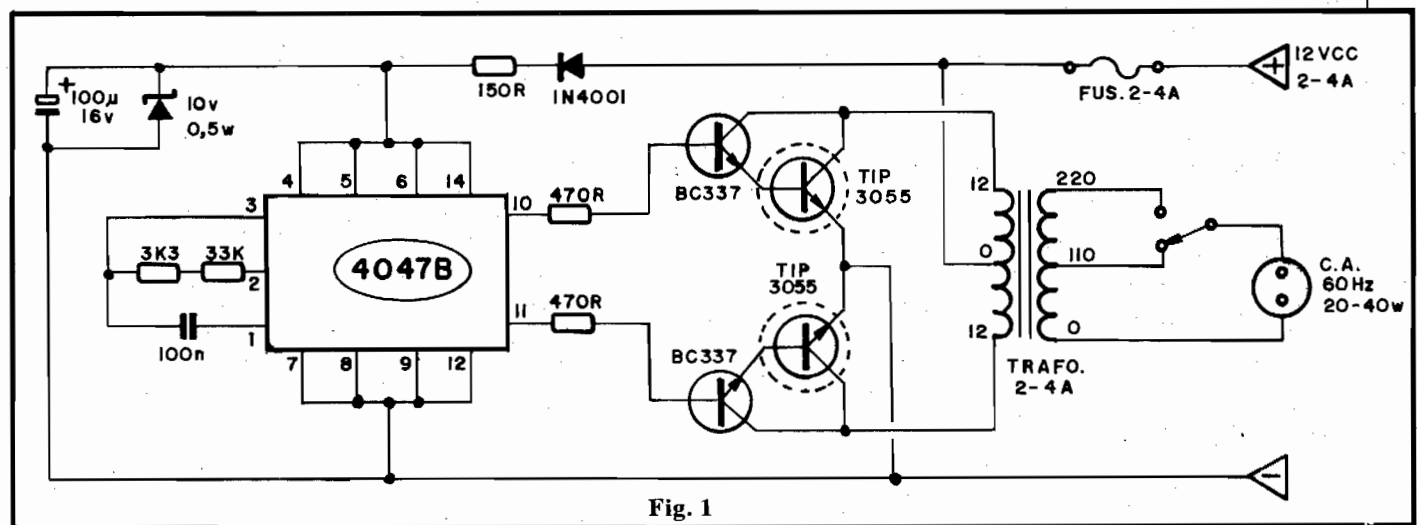 +
100µ
16v
10v
0,5w
150R
1N4001
FUS. 2-4A
+
12VCC
2-4A
4
5
6
14
3
3K3
33K
2
100n
1
4047B
10
11
7
8
9
12
470R
470R
BC337
TIP
3055
TIP
3055
BC337
12
0
12
220
110
0
TRAFO.
2-4A
C.A.
60Hz
20-40w
-
Fig. 1